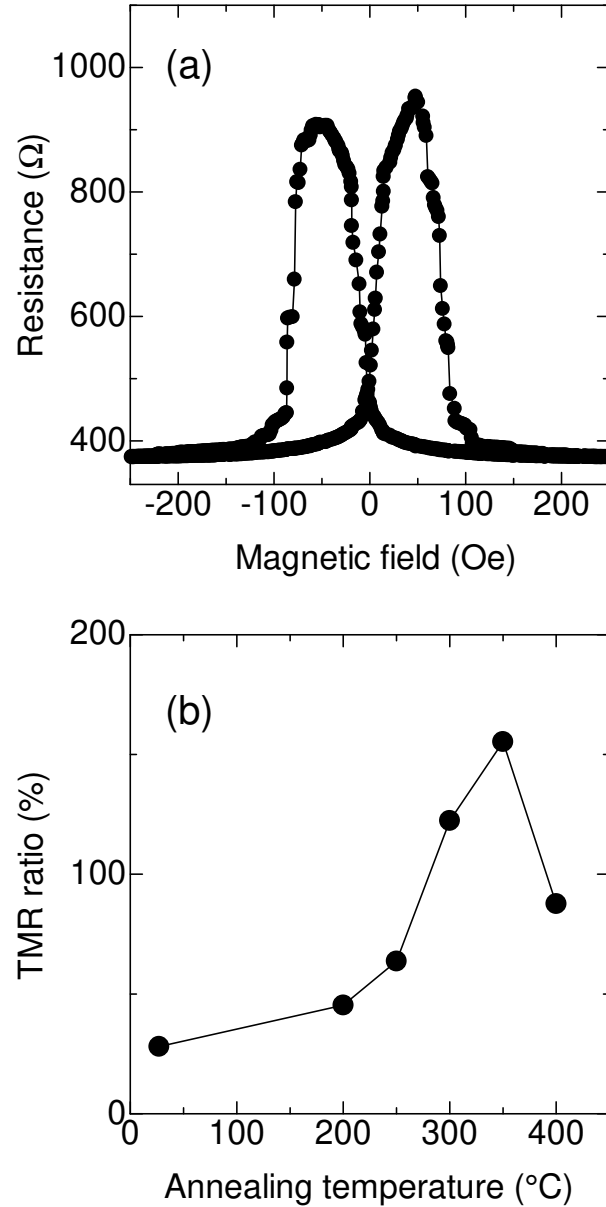 (a)
1000
800
600
400
Resistance (Ω)
-200 -100 0 100 200
Magnetic field (Oe)
(b)
200
100
0
TMR ratio (%)
0 100 200 300 400
Annealing temperature (°C)